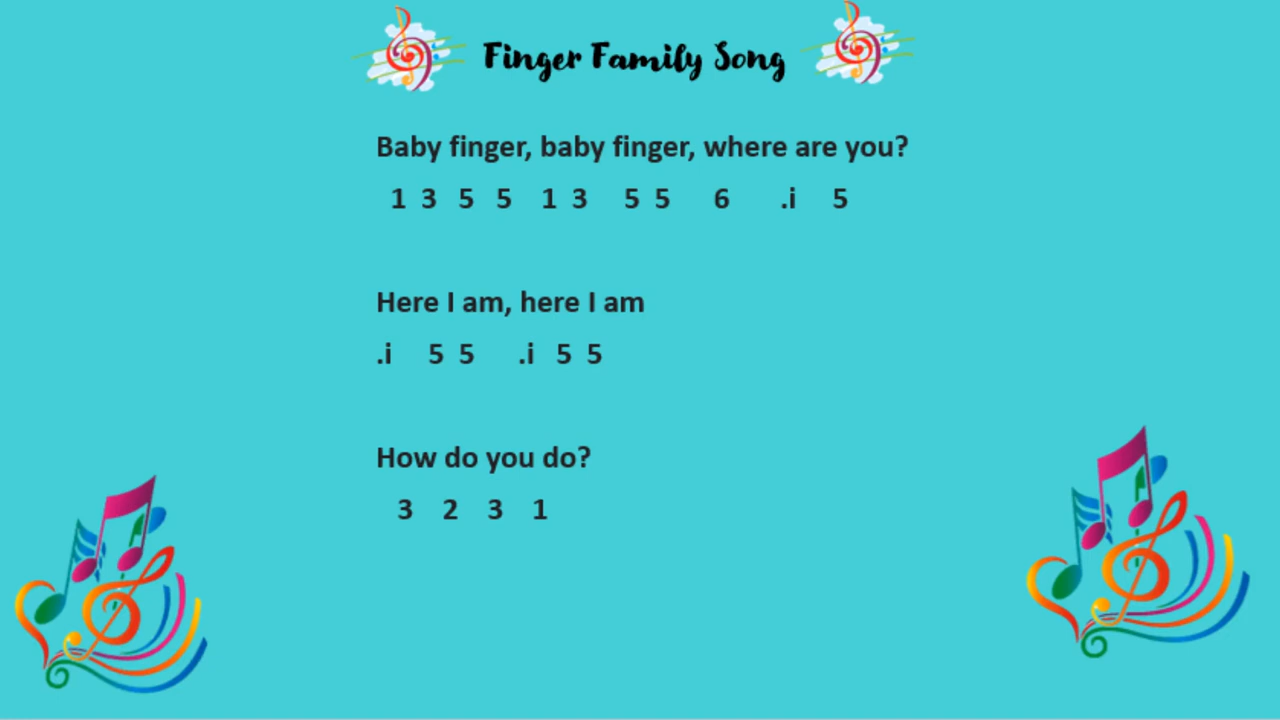 Finger Family Song
Baby finger, baby finger, where are you?
1 3 5 5 1 3 5 5 6 .i 5
Here I am, here I am
.i 5 5 .i 5 5
How do you do?
3 2 3 1